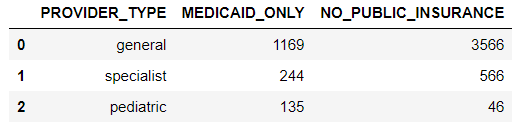 PROVIDER_TYPE MEDICAID_ONLY NO_PUBLIC_INSURANCE
0 general 1169 3566
1 specialist 244 566
2 pediatric 135 46